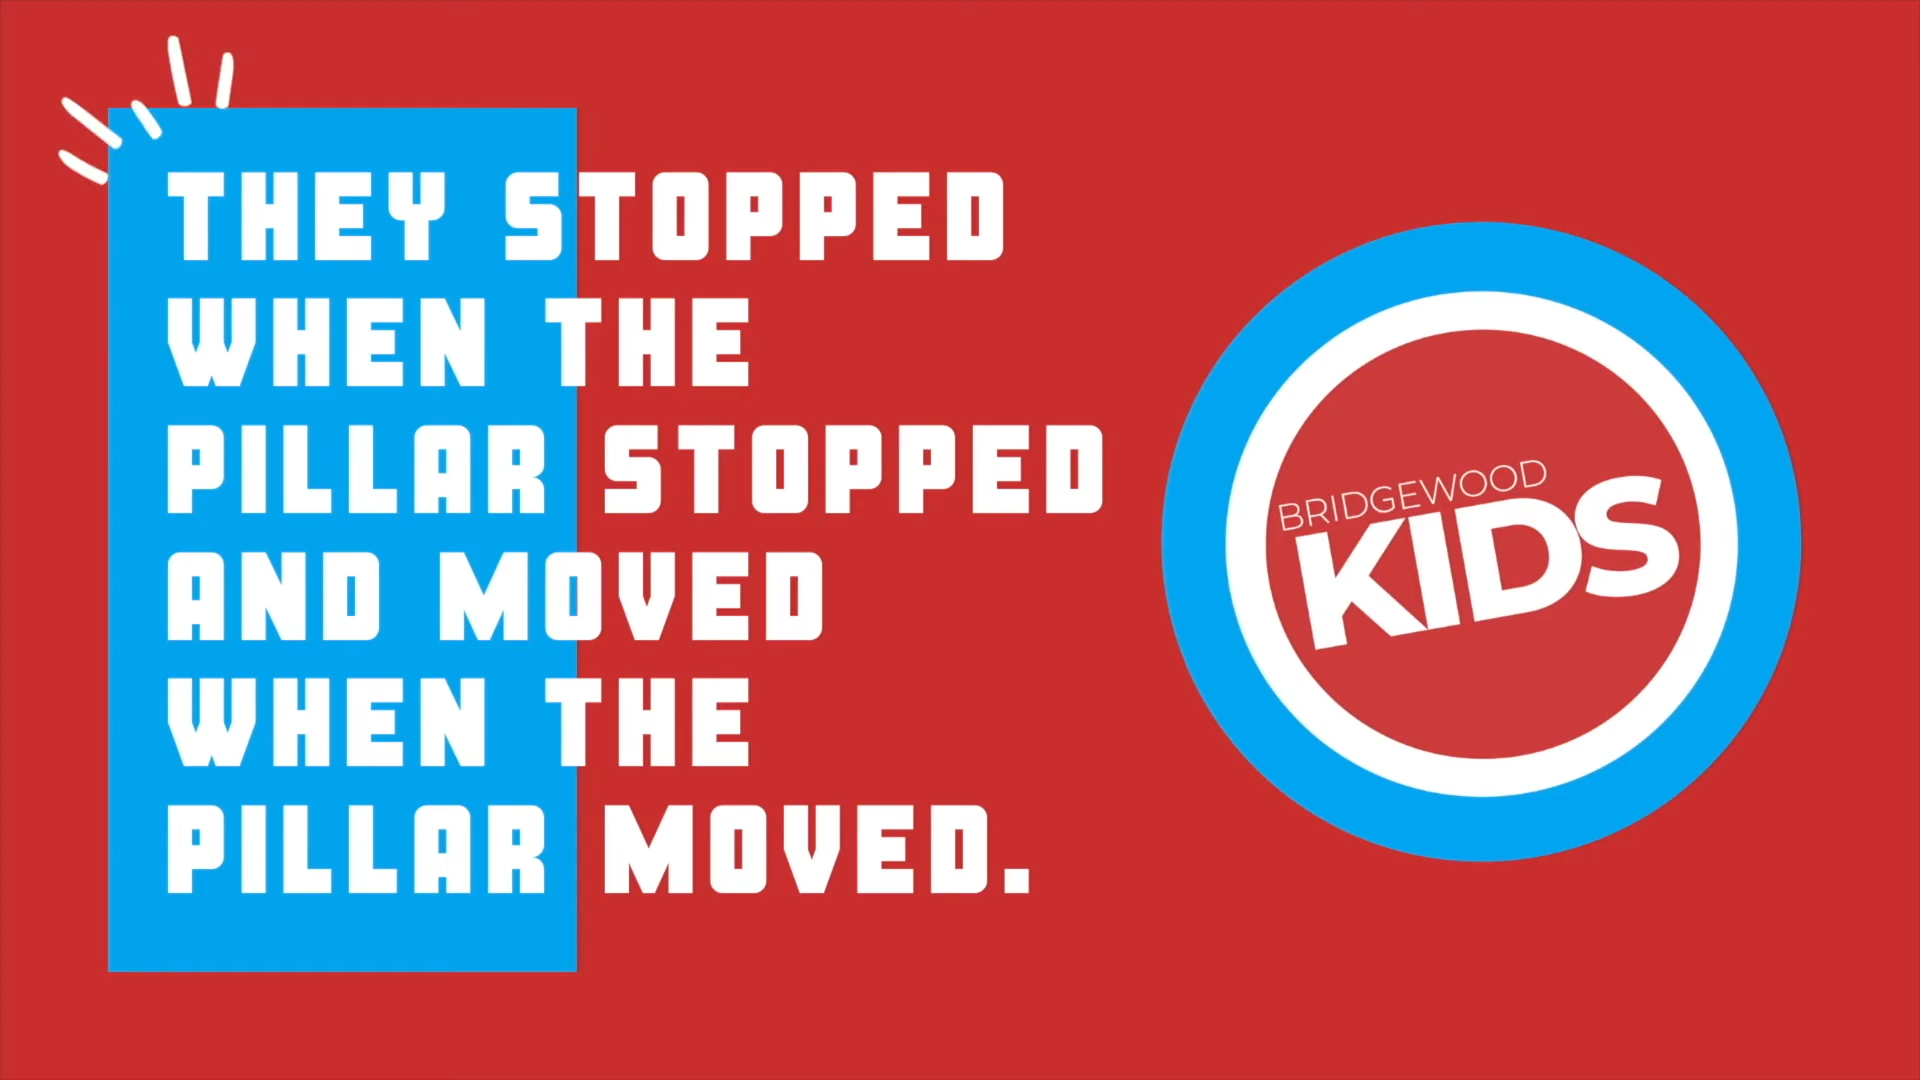 THEY STOPPED
WHEN THE
PILLAR STOPPED
AND MOVED
WHEN THE
PILLAR MOVED.
BRIDGEWOOD
KIDS